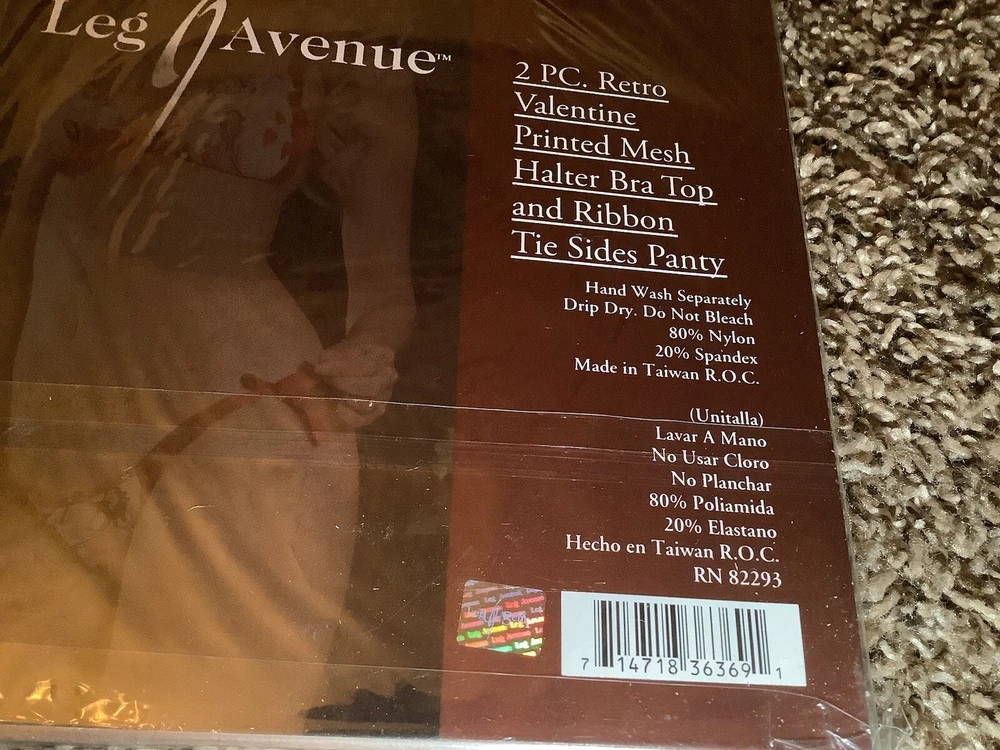 Leg Avenue™
2 PC. Retro
Valentine
Printed Mesh
Halter Bra Top
and Ribbon
Tie Sides Panty
Hand Wash Separately
Drip Dry. Do Not Bleach
80% Nylon
20% Spandex
Made in Taiwan R.O.C.
(Unitalla)
Lavar A Mano
No Usar Cloro
No Planchar
80% Poliamida
20% Elastano
Hecho en Taiwan R.O.C.
RN 82293
7 14718 36369 1